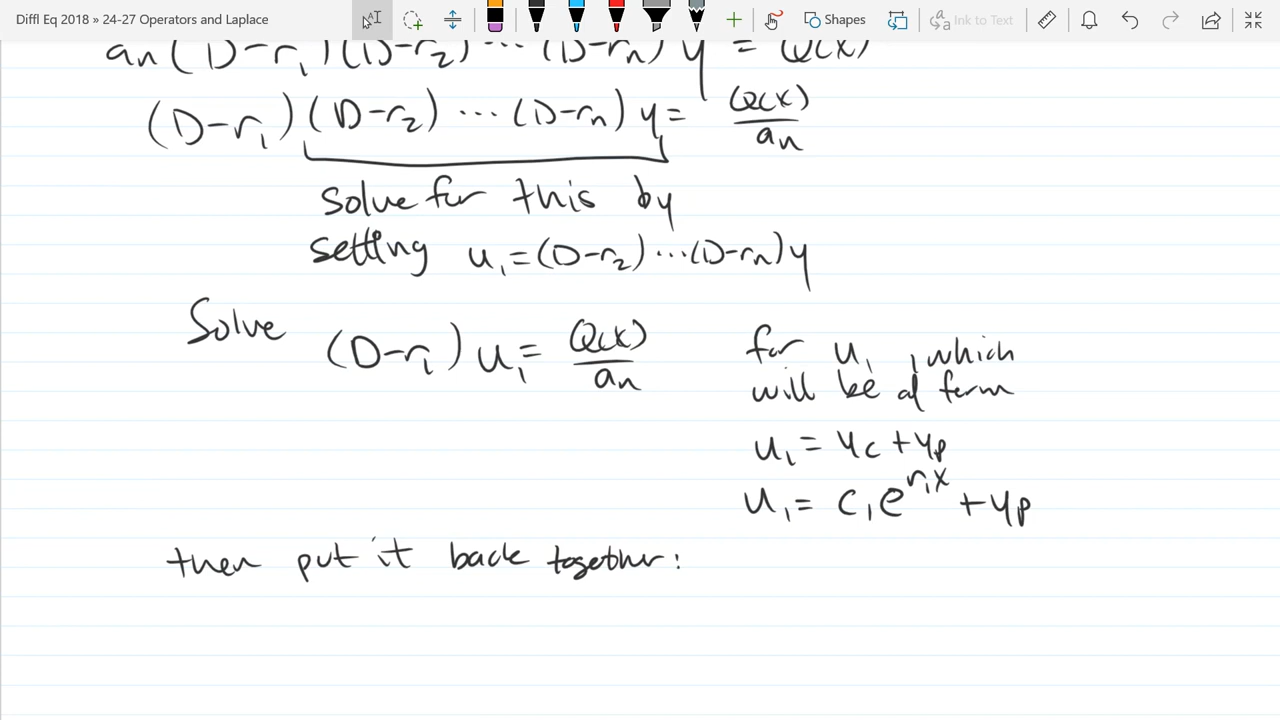 Diffl Eq 2018 » 24-27 Operators and Laplace
Shapes
Ink to Text
an(D-r₁)(D-r₂)...(D-rn)y = Q(x)
(D-r₁)(D-r₂)...(D-rn)y = Q(x)/an
solve for this by
setting u₁=(D-r₂)...(D-rn)y
Solve (D-r₁)u₁ = Q(x)/an
for u₁, which
will be of form
u₁ = yc + yp
u₁ = c₁e^(r₁x) + yp
then put it back together: